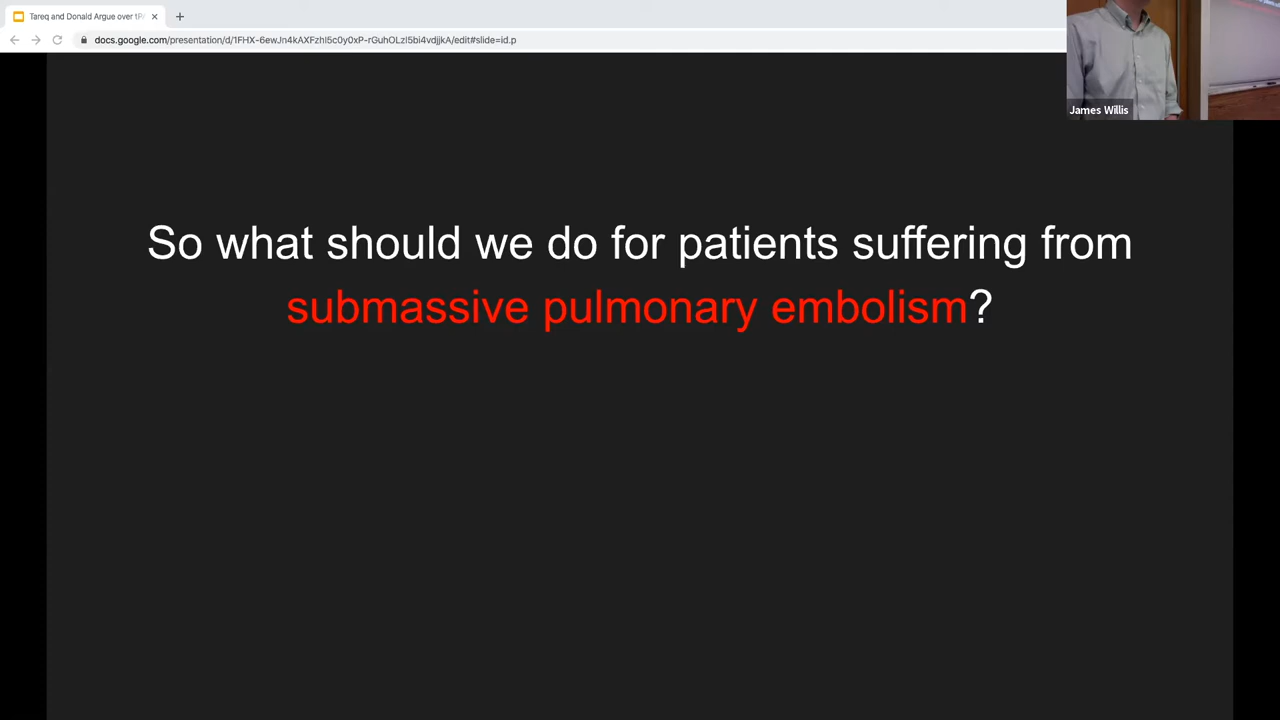 Tareq and Donald Argue over tPA
docs.google.com/presentation/d/1FHX-6ewJn4kAXFzhI5c0y0xP-rGuhOLzI5bi4vdjjkA/edit#slide=id.p
James Willis
So what should we do for patients suffering from
submassive pulmonary embolism?